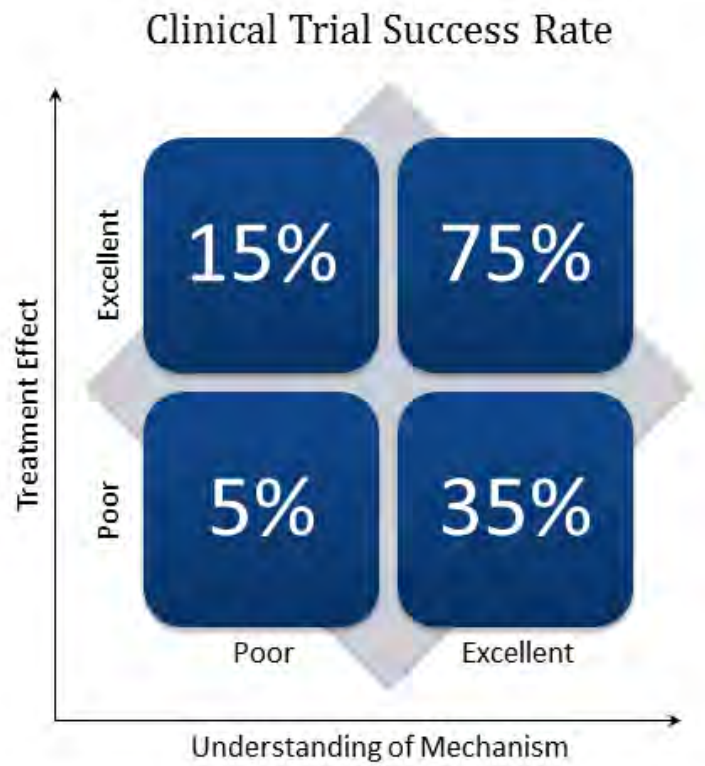 Clinical Trial Success Rate
Treatment Effect
Excellent
15%
75%
Poor
5%
35%
Poor
Excellent
Understanding of Mechanism